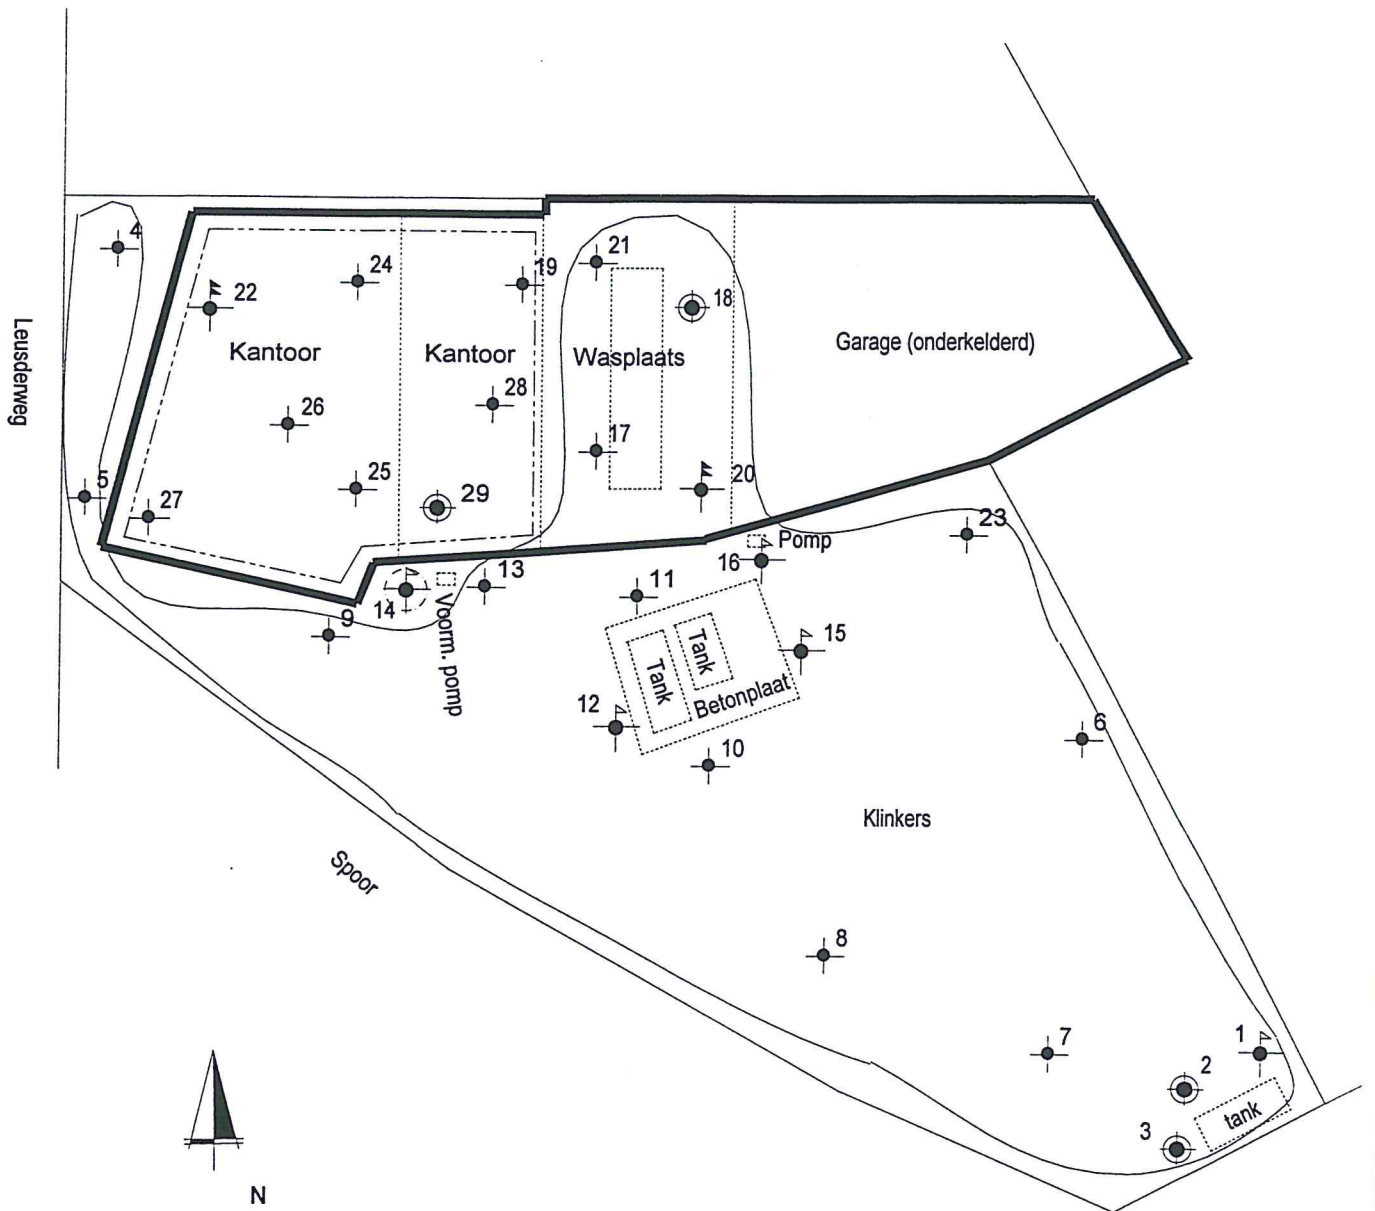 4
24
19
21
22
18
Leusderweg
Kantoor
Kantoor
Wasplaats
Garage (onderkelderd)
26
28
17
5
27
25
29
20
23
Pomp
16
14
13
11
9
Voorm. pomp
15
Tank
Tank
Betonplaat
12
10
6
Klinkers
Spoor
8
7
1
2
tank
3
N